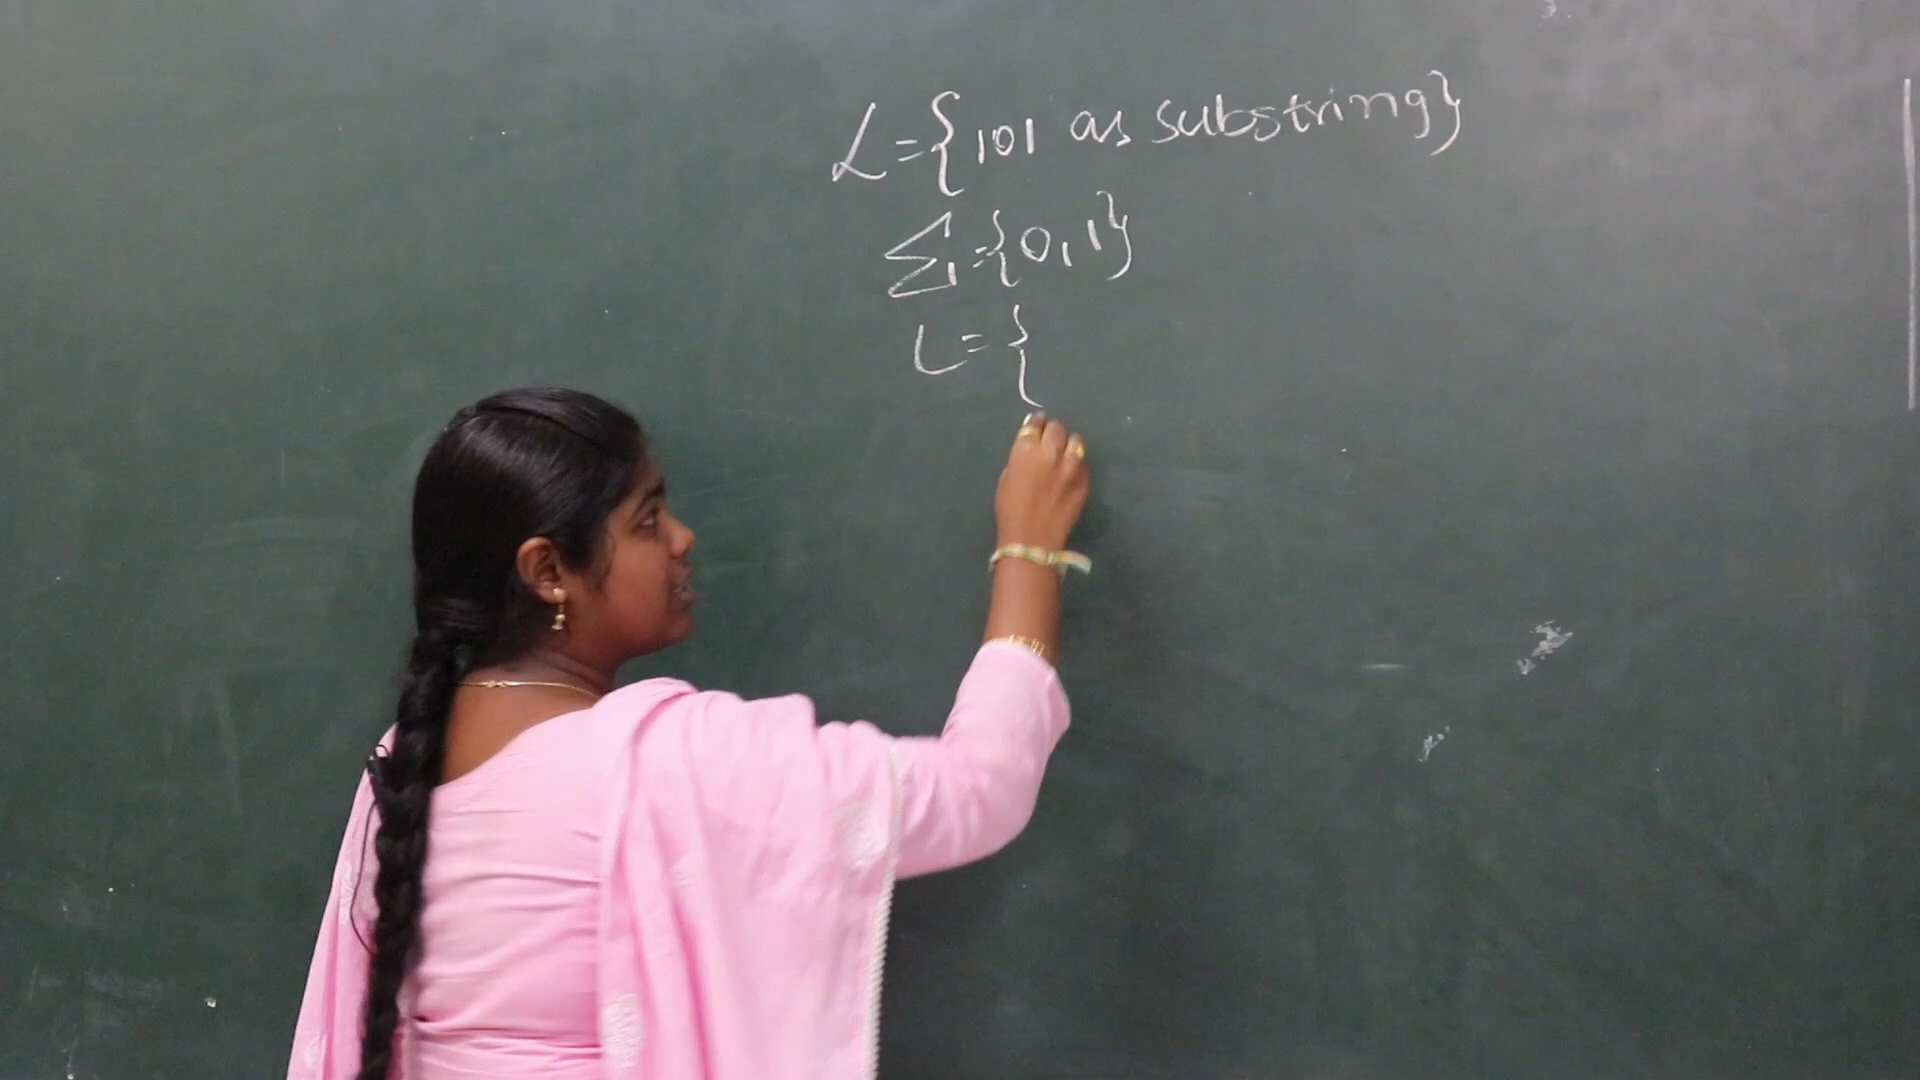 L={101 as substring}
Σ={0,1}
L={